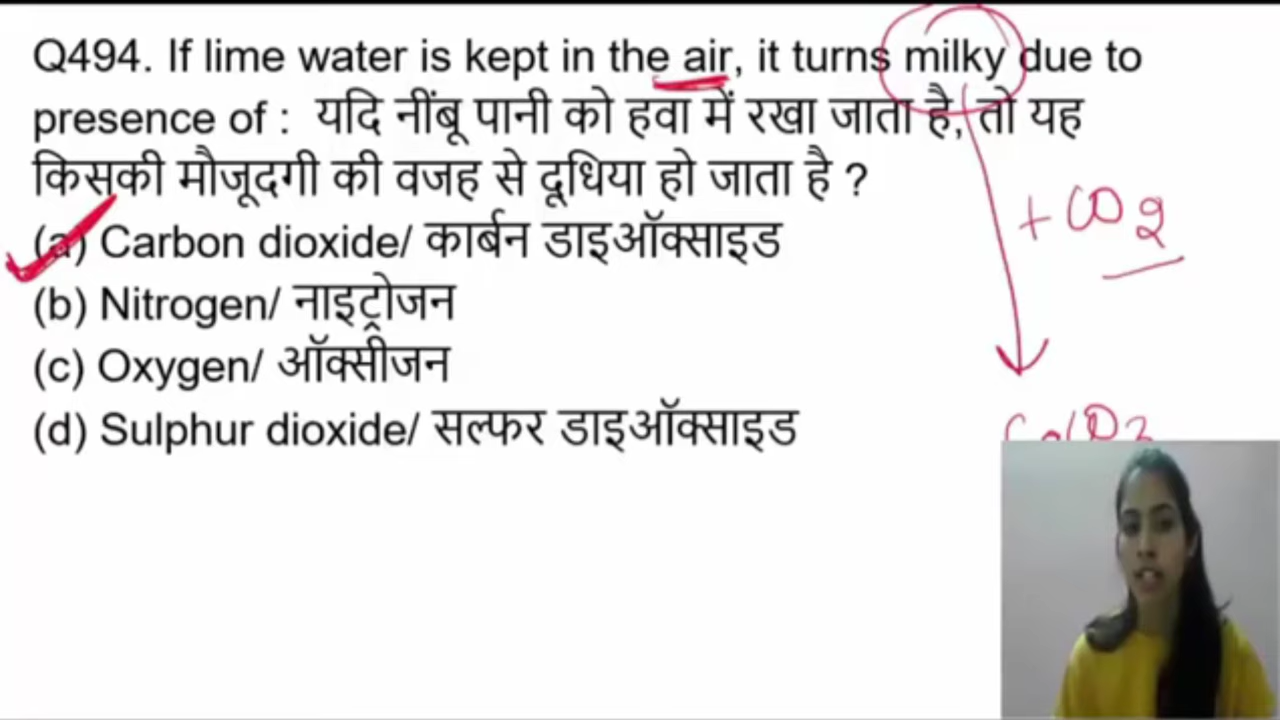 Q494. If lime water is kept in the air, it turns milky due to
presence of : यदि नींबू पानी को हवा में रखा जाता है, तो यह
किसकी मौजूदगी की वजह से दूधिया हो जाता है ?
(a) Carbon dioxide/ कार्बन डाइऑक्साइड
+ CO2
(b) Nitrogen/ नाइट्रोजन
(c) Oxygen/ ऑक्सीजन
(d) Sulphur dioxide/ सल्फर डाइऑक्साइड